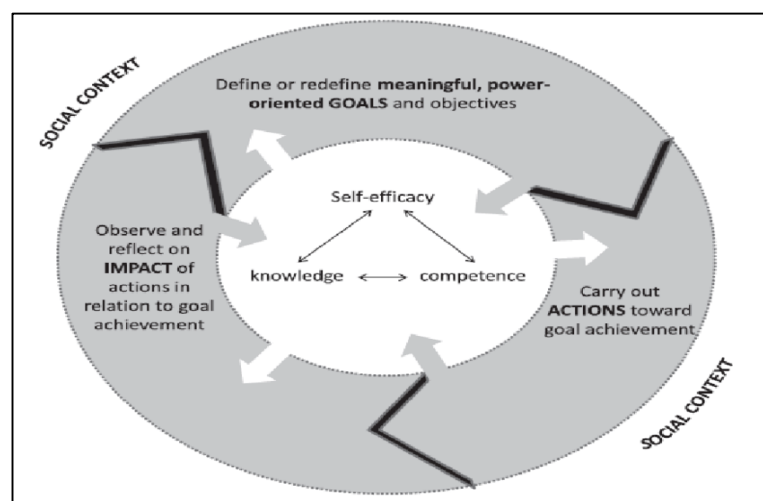 SOCIAL CONTEXT
Define or redefine meaningful, power-
oriented GOALS and objectives
Self-efficacy
knowledge
competence
Observe and
reflect on
IMPACT of
actions in
relation to goal
achievement
Carry out
ACTIONS toward
goal achievement
SOCIAL CONTEXT